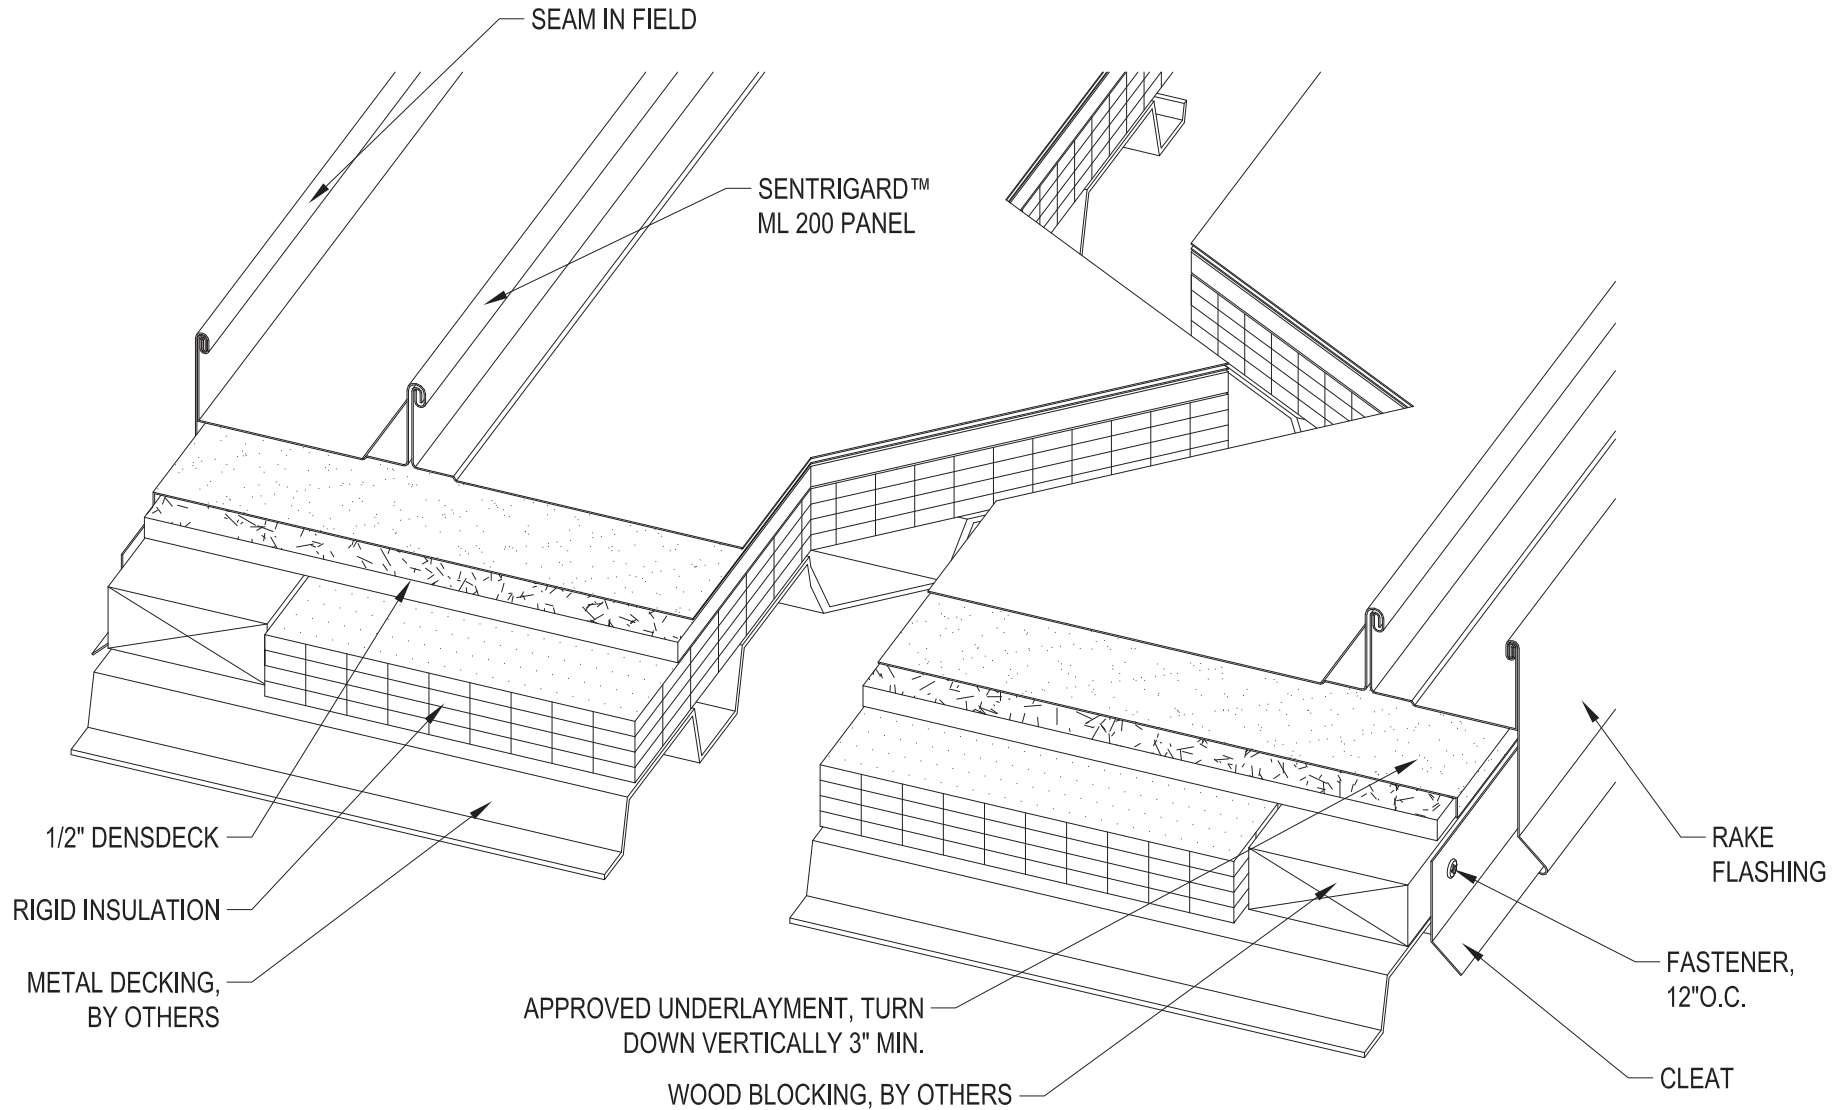 SEAM IN FIELD
SENTRIGARD™
ML 200 PANEL
1/2" DENSDECK
RIGID INSULATION
METAL DECKING,
BY OTHERS
APPROVED UNDERLAYMENT, TURN
DOWN VERTICALLY 3" MIN.
WOOD BLOCKING, BY OTHERS
RAKE
FLASHING
FASTENER,
12"O.C.
CLEAT